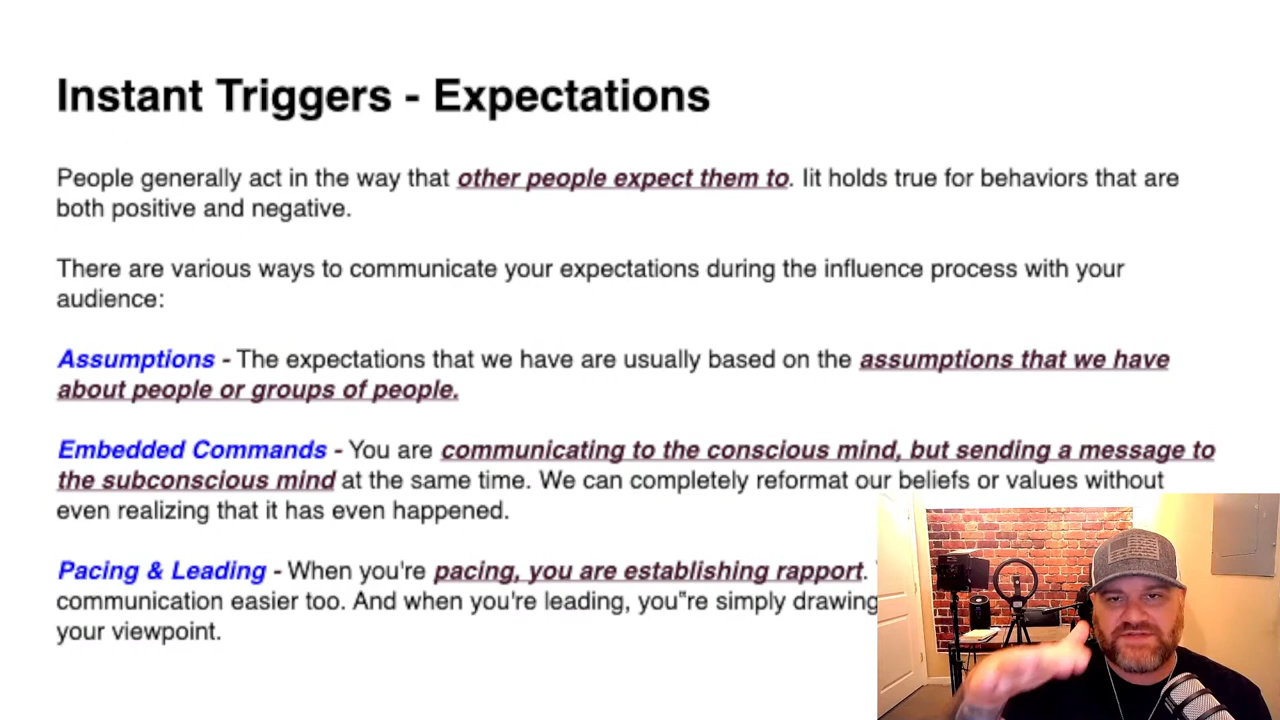 Instant Triggers - Expectations
People generally act in the way that other people expect them to. Iit holds true for behaviors that are
both positive and negative.
There are various ways to communicate your expectations during the influence process with your
audience:
Assumptions - The expectations that we have are usually based on the assumptions that we have
about people or groups of people.
Embedded Commands - You are communicating to the conscious mind, but sending a message to
the subconscious mind at the same time. We can completely reformat our beliefs or values without
even realizing that it has even happened.
Pacing & Leading - When you're pacing, you are establishing rapport.
communication easier too. And when you're leading, you"re simply drawing
your viewpoint.